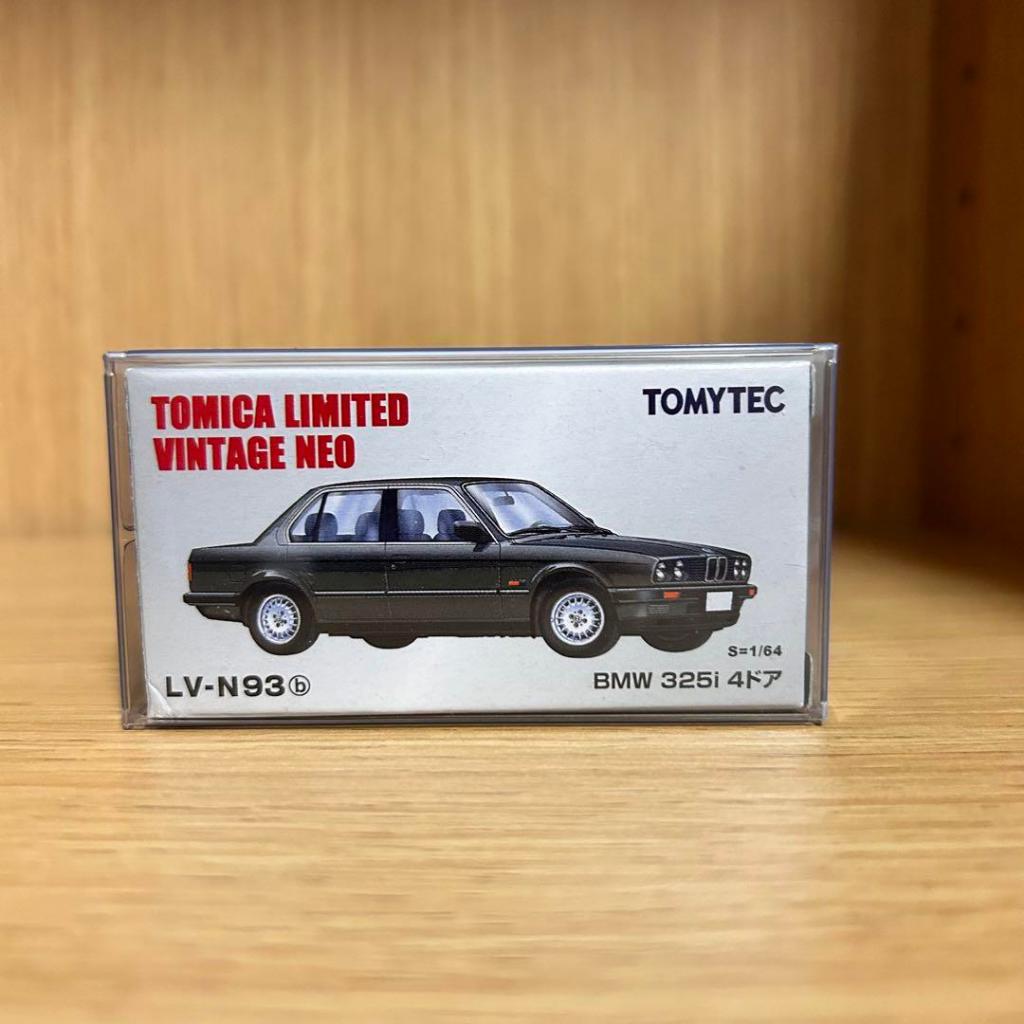 TOMICA LIMITED
VINTAGE NEO
TOMYTEC
S=1/64
LV-N93ⓑ
BMW 325i 4ドア